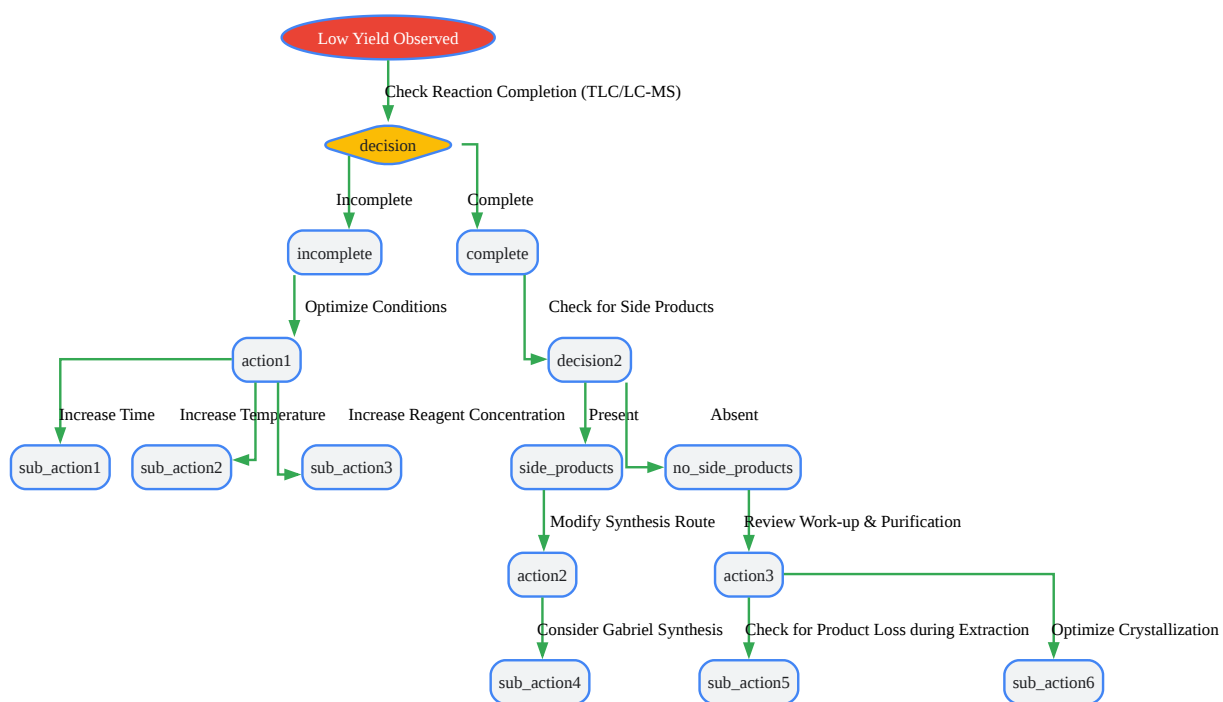 Low Yield Observed
Check Reaction Completion (TLC/LC-MS)
decision
Incomplete
Complete
incomplete
complete
Optimize Conditions
Check for Side Products
action1
decision2
Increase Time
Increase Temperature
Increase Reagent Concentration
Present
Absent
sub_action1
sub_action2
sub_action3
side_products
no_side_products
Modify Synthesis Route
Review Work-up & Purification
action2
action3
Consider Gabriel Synthesis
Check for Product Loss during Extraction
Optimize Crystallization
sub_action4
sub_action5
sub_action6